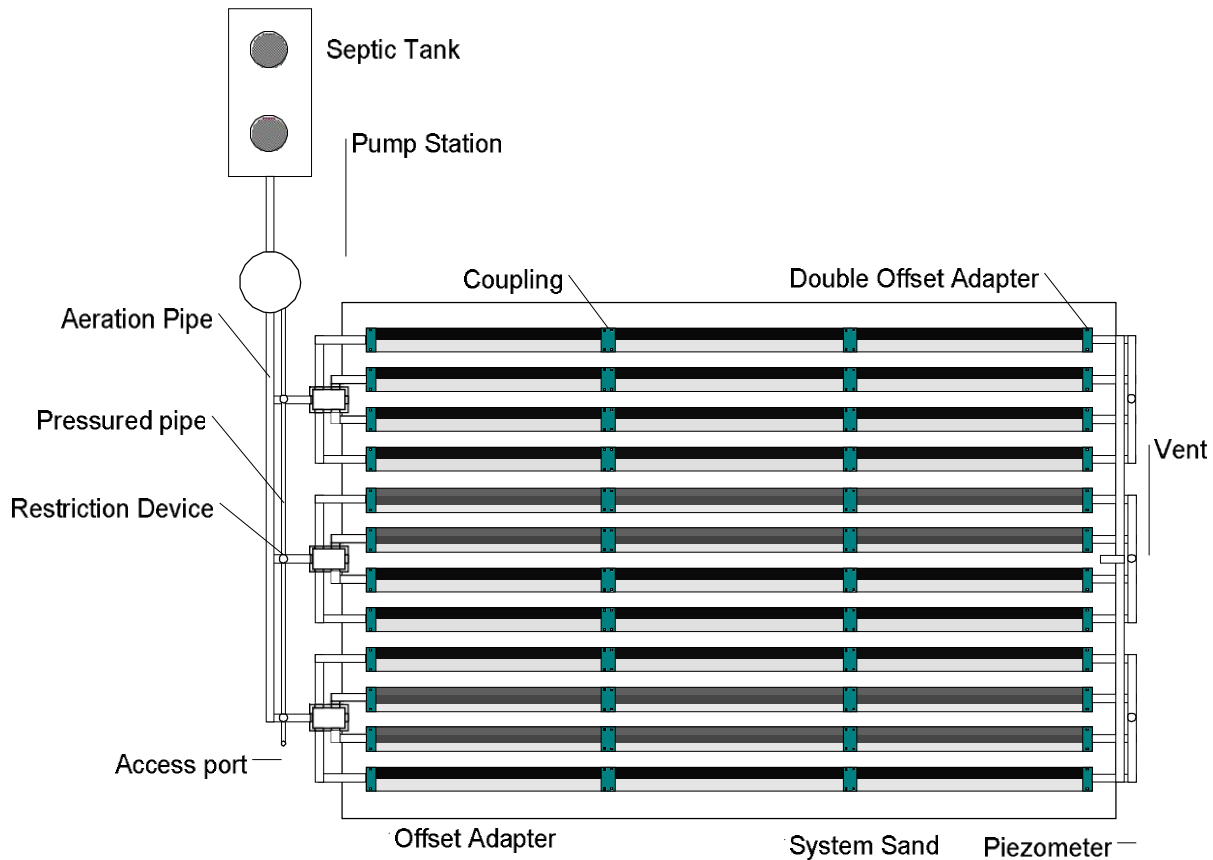 Septic Tank
Pump Station
Coupling
Double Offset Adapter
Aeration Pipe
Pressured pipe
Vent
Restriction Device
Access port
Offset Adapter
System Sand
Piezometer